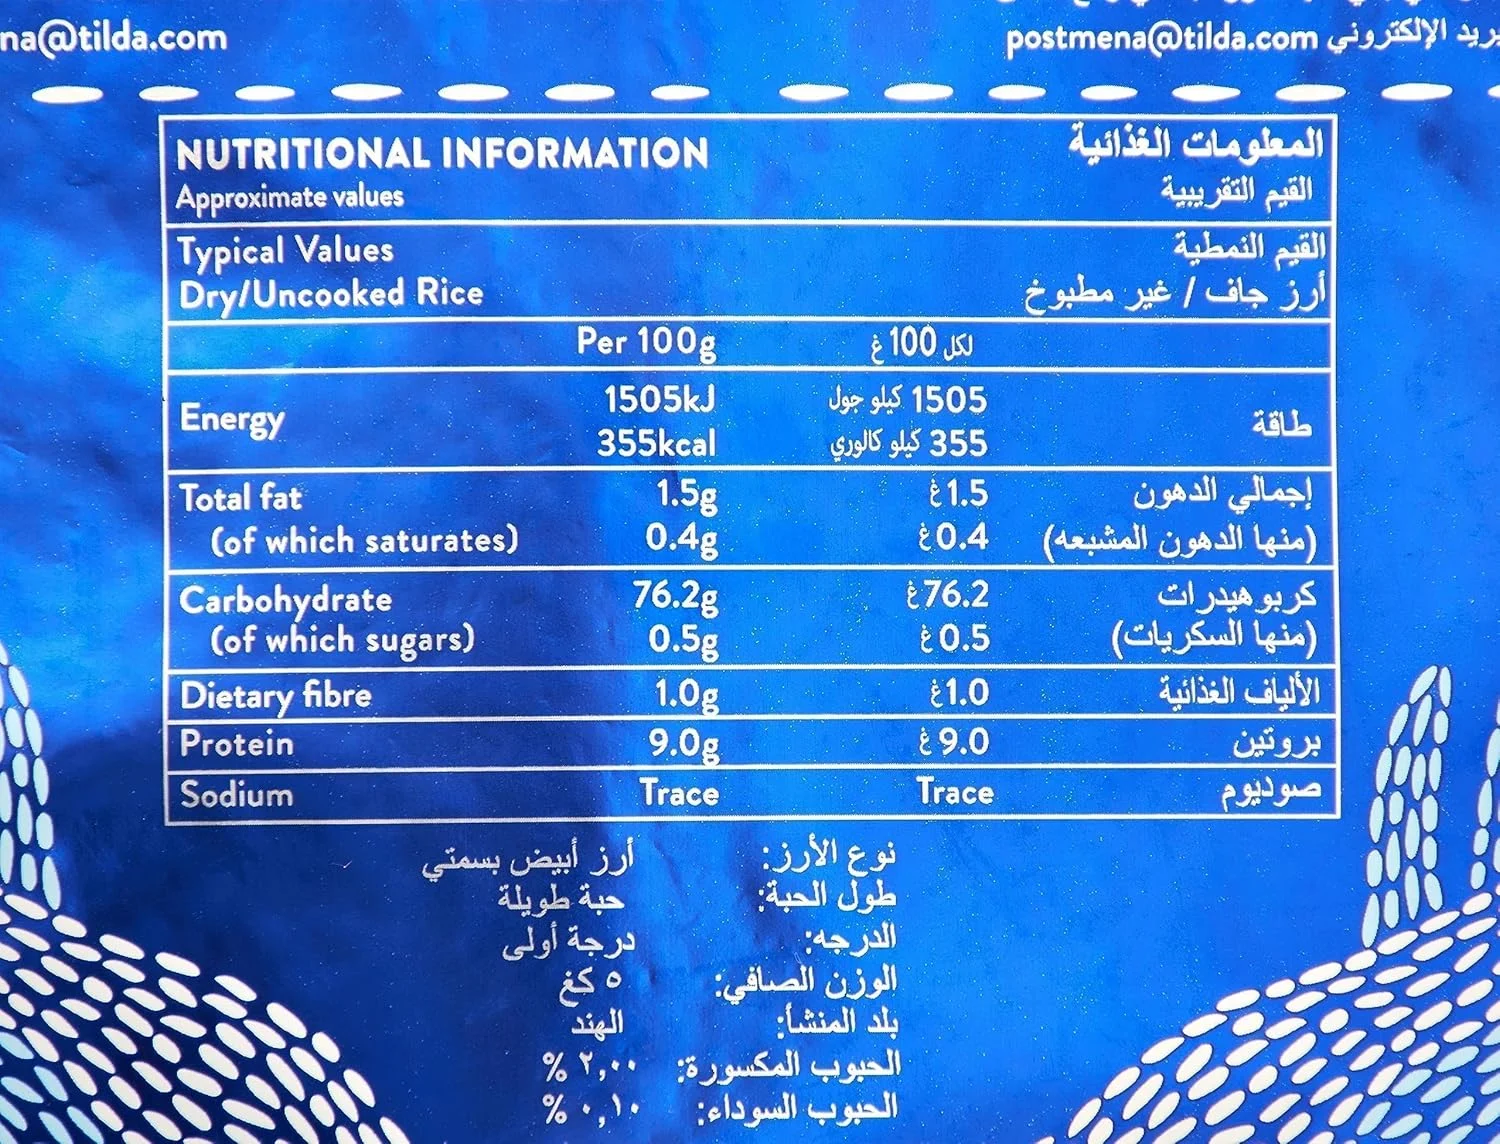 na@tilda.com
postmena@tilda.com بريد الإلكتروني
NUTRITIONAL INFORMATION المعلومات الغذائية
Approximate values القيم التقريبية
Typical Values القيم النمطية
Dry/Uncooked Rice أرز جاف / غير مطبوخ
Per 100g لكل 100 غ
Energy 1505kJ 1505 كيلو جول طاقة
355kcal 355 كيلو كالوري
Total fat 1.5g 1.5غ إجمالي الدهون
(of which saturates) 0.4g 0.4غ (منها الدهون المشبعه)
Carbohydrate 76.2g 76.2غ كربوهيدرات
(of which sugars) 0.5g 0.5غ (منها السكريات)
Dietary fibre 1.0g 1.0غ الألياف الغذائية
Protein 9.0g 9.0غ بروتين
Sodium Trace Trace صوديوم
نوع الأرز: أرز أبيض بسمتي
طول الحبة: حبة طويلة
الدرجه: درجة أولى
الوزن الصافي: ٥ كغ
بلد المنشأ: الهند
الحبوب المكسورة: ٢,٠٠ %
الحبوب السوداء: ٠,١٠ %